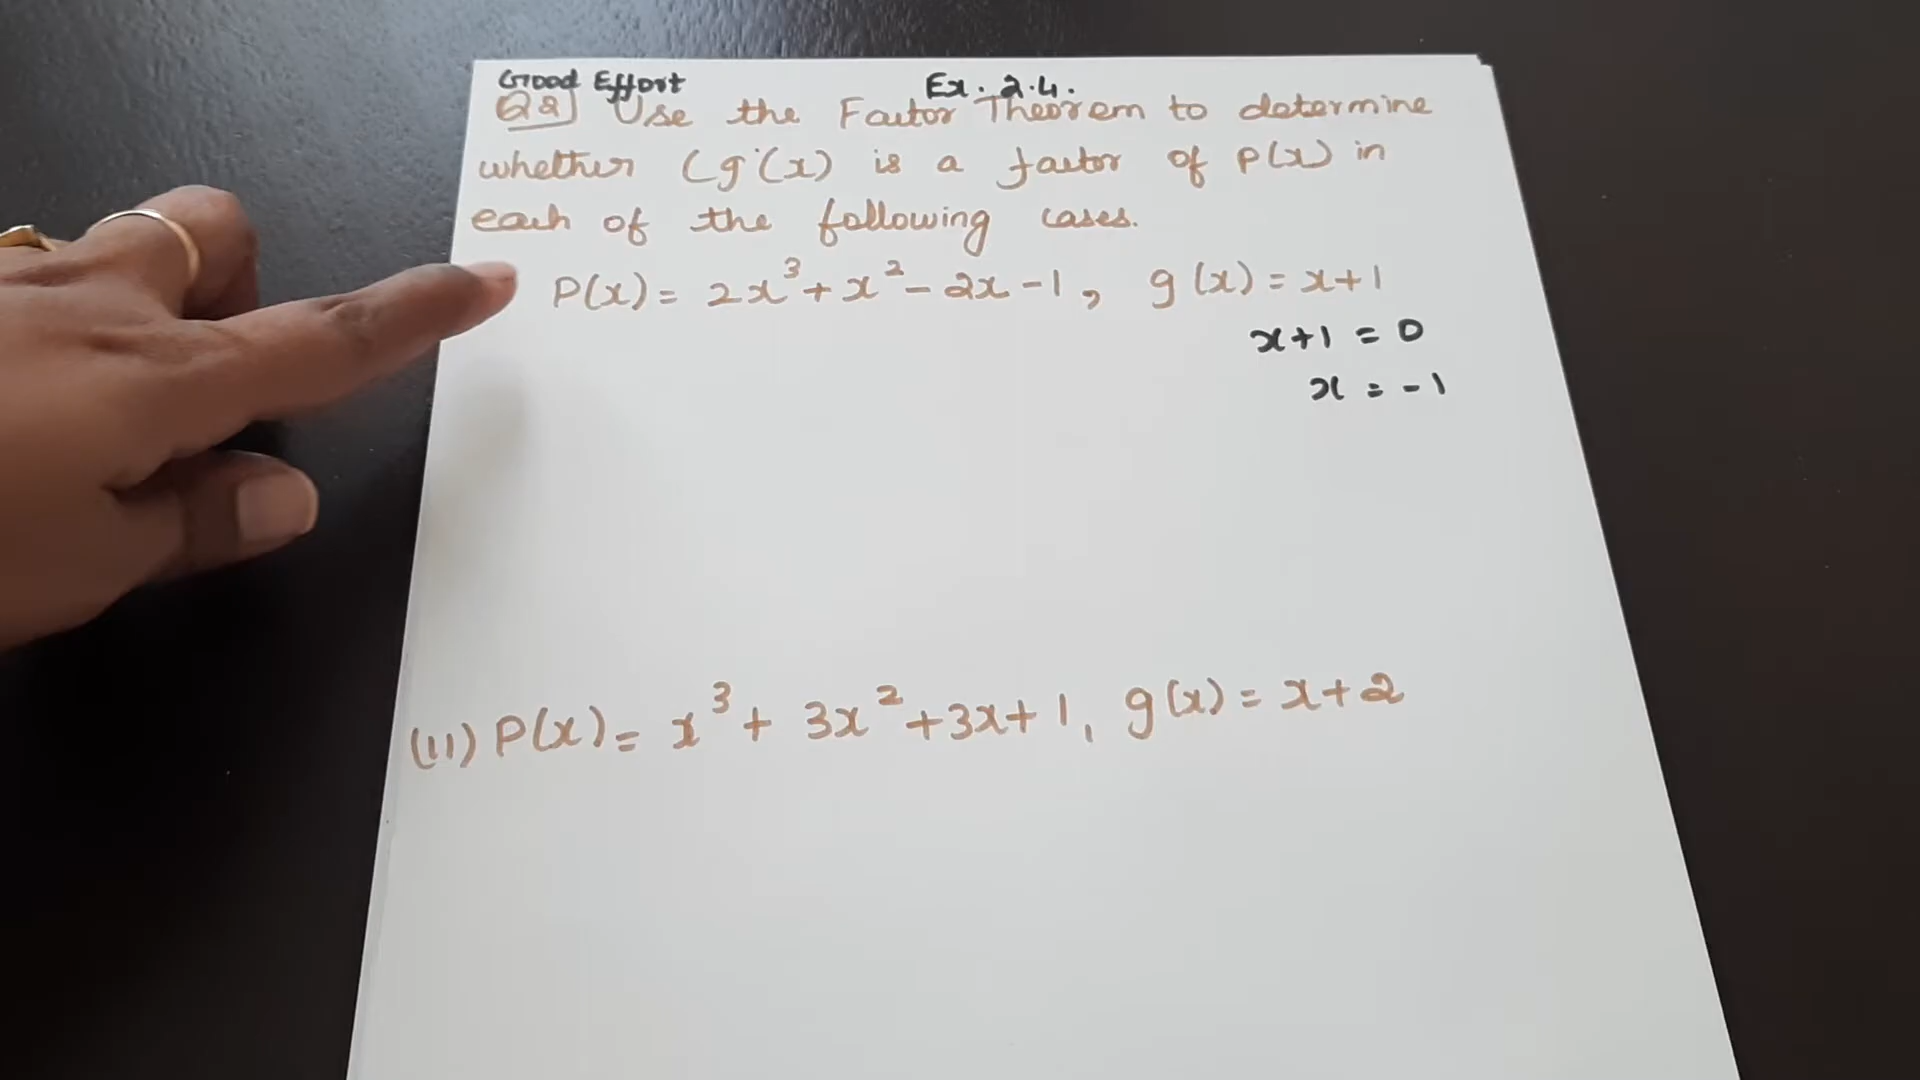 Good Effort Ex. 2.4.
Q2] Use the Factor Theorem to determine
whether (g(x) is a factor of P(x) in
each of the following cases.
P(x) = 2x³ + x² - 2x - 1, g(x) = x+1
x+1 = 0
x = -1
(11) P(x) = x³ + 3x² + 3x + 1, g(x) = x+2